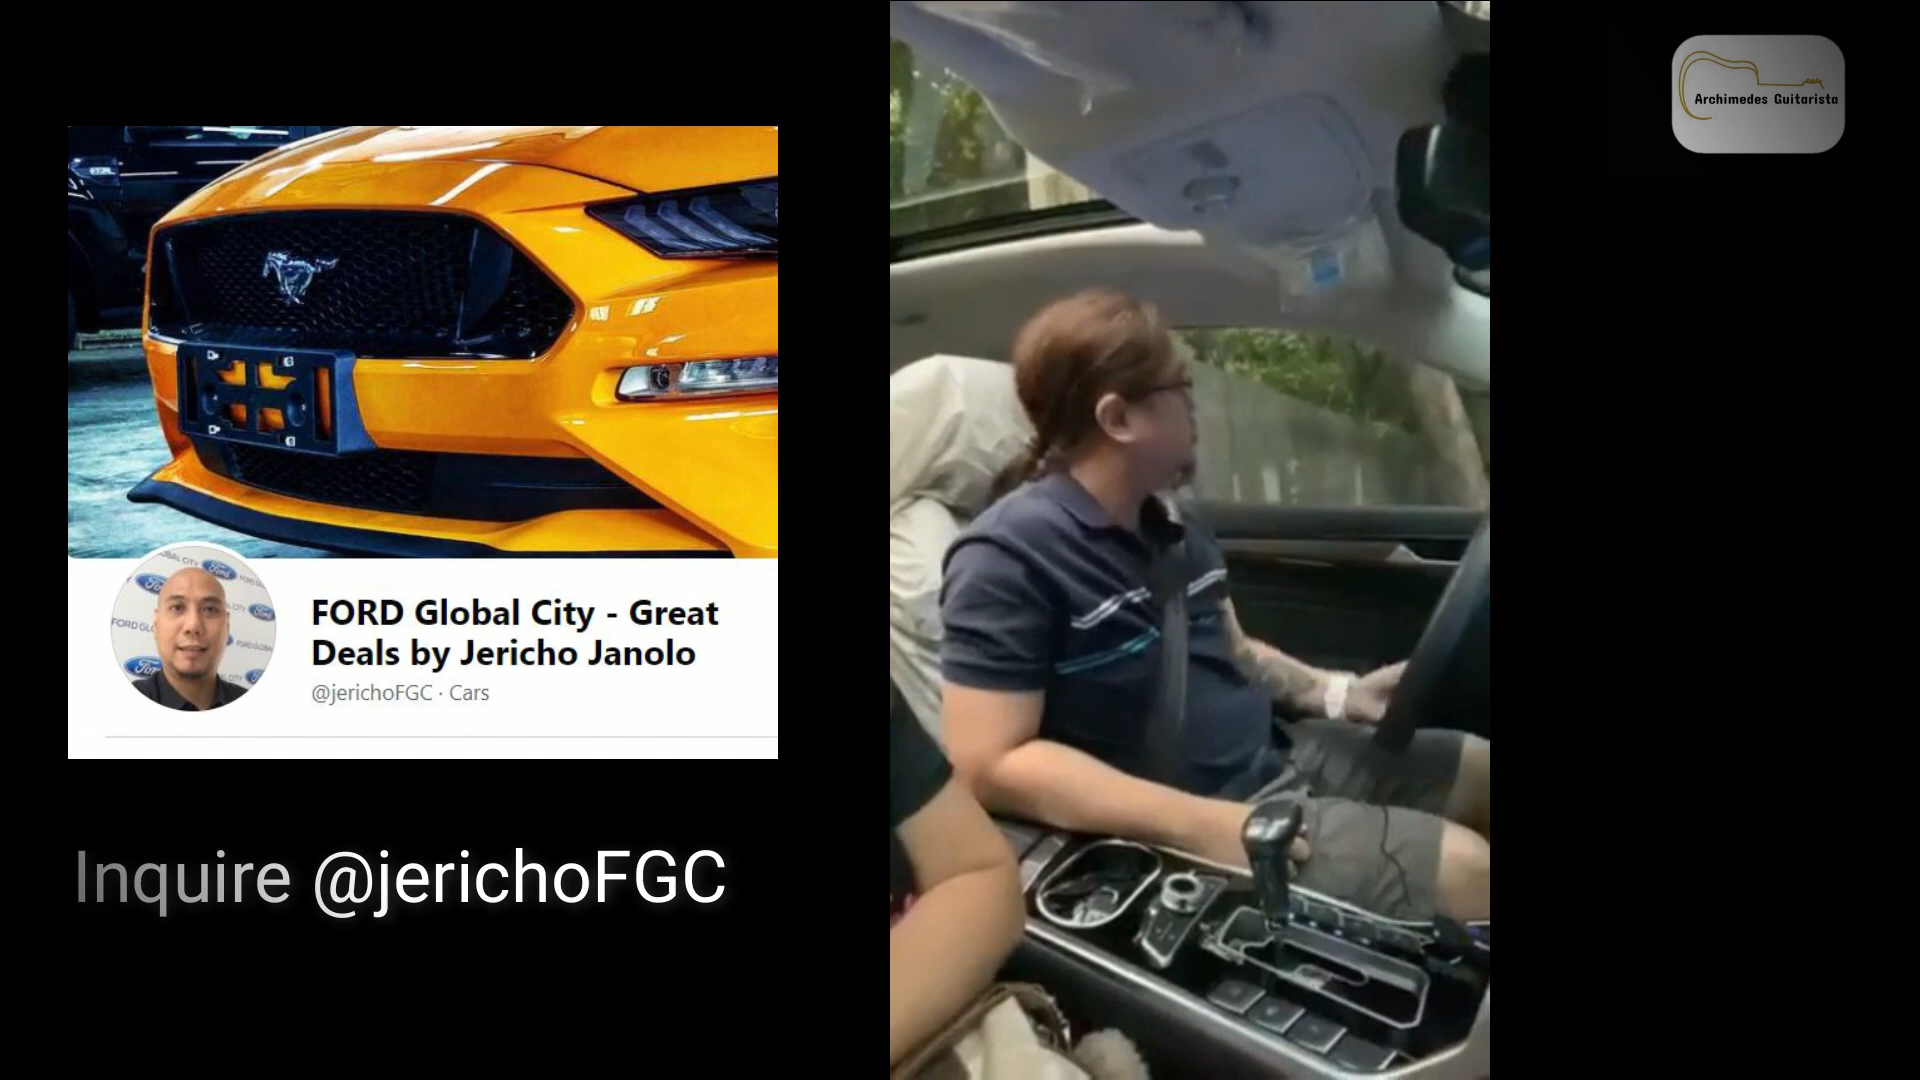 Archimedes Guitarista
FORD Global City - Great
Deals by Jericho Janolo
@jerichoFGC · Cars
Inquire @jerichoFGC